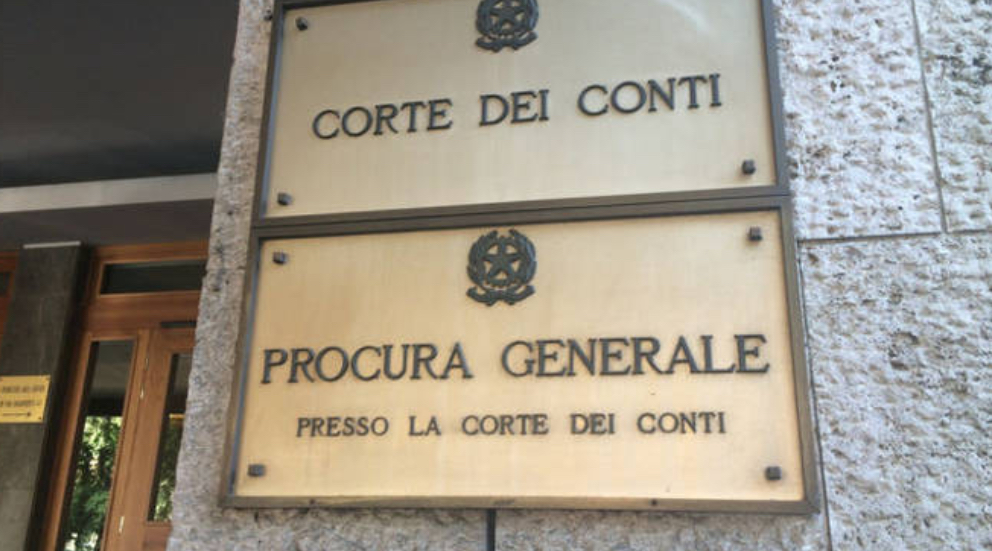 CORTE DEI CONTI
PROCURA GENERALE
PRESSO LA CORTE DEI CONTI